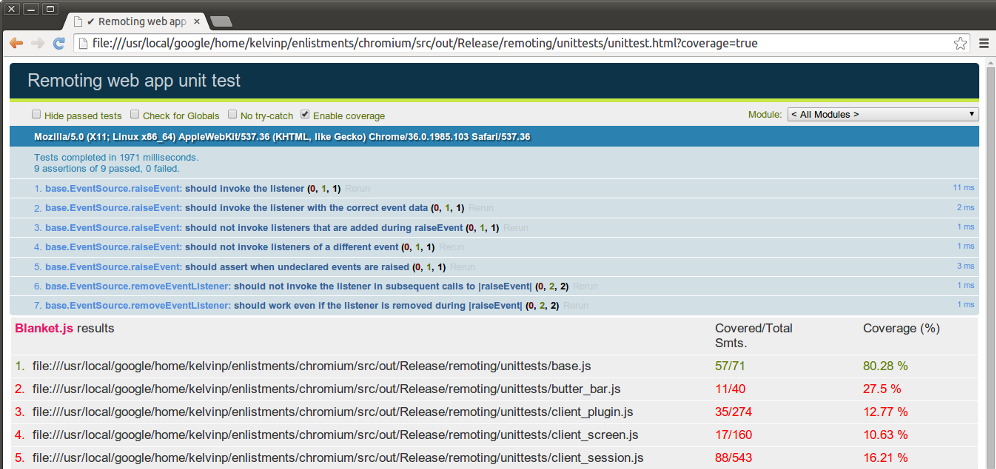 ✔ Remoting web app
file:///usr/local/google/home/kelvinp/enlistments/chromium/src/out/Release/remoting/unittests/unittest.html?coverage=true
Remoting web app unit test
Hide passed tests Check for Globals No try-catch Enable coverage Module: < All Modules >
Mozilla/5.0 (X11; Linux x86_64) AppleWebKit/537.36 (KHTML, like Gecko) Chrome/36.0.1985.103 Safari/537.36
Tests completed in 1971 milliseconds.
9 assertions of 9 passed, 0 failed.
1. base.EventSource.raiseEvent: should invoke the listener (0, 1, 1) Rerun 11 ms
2. base.EventSource.raiseEvent: should invoke the listener with the correct event data (0, 1, 1) Rerun 2 ms
3. base.EventSource.raiseEvent: should not invoke listeners that are added during raiseEvent (0, 1, 1) Rerun 1 ms
4. base.EventSource.raiseEvent: should not invoke listeners of a different event (0, 1, 1) Rerun 1 ms
5. base.EventSource.raiseEvent: should assert when undeclared events are raised (0, 1, 1) Rerun 3 ms
6. base.EventSource.removeEventListener: should not invoke the listener in subsequent calls to |raiseEvent| (0, 2, 2) Rerun 1 ms
7. base.EventSource.removeEventListener: should work even if the listener is removed during |raiseEvent| (0, 2, 2) Rerun 1 ms
Blanket.js results Covered/Total Smts. Coverage (%)
1. file:///usr/local/google/home/kelvinp/enlistments/chromium/src/out/Release/remoting/unittests/base.js 57/71 80.28 %
2. file:///usr/local/google/home/kelvinp/enlistments/chromium/src/out/Release/remoting/unittests/butter_bar.js 11/40 27.5 %
3. file:///usr/local/google/home/kelvinp/enlistments/chromium/src/out/Release/remoting/unittests/client_plugin.js 35/274 12.77 %
4. file:///usr/local/google/home/kelvinp/enlistments/chromium/src/out/Release/remoting/unittests/client_screen.js 17/160 10.63 %
5. file:///usr/local/google/home/kelvinp/enlistments/chromium/src/out/Release/remoting/unittests/client_session.js 88/543 16.21 %